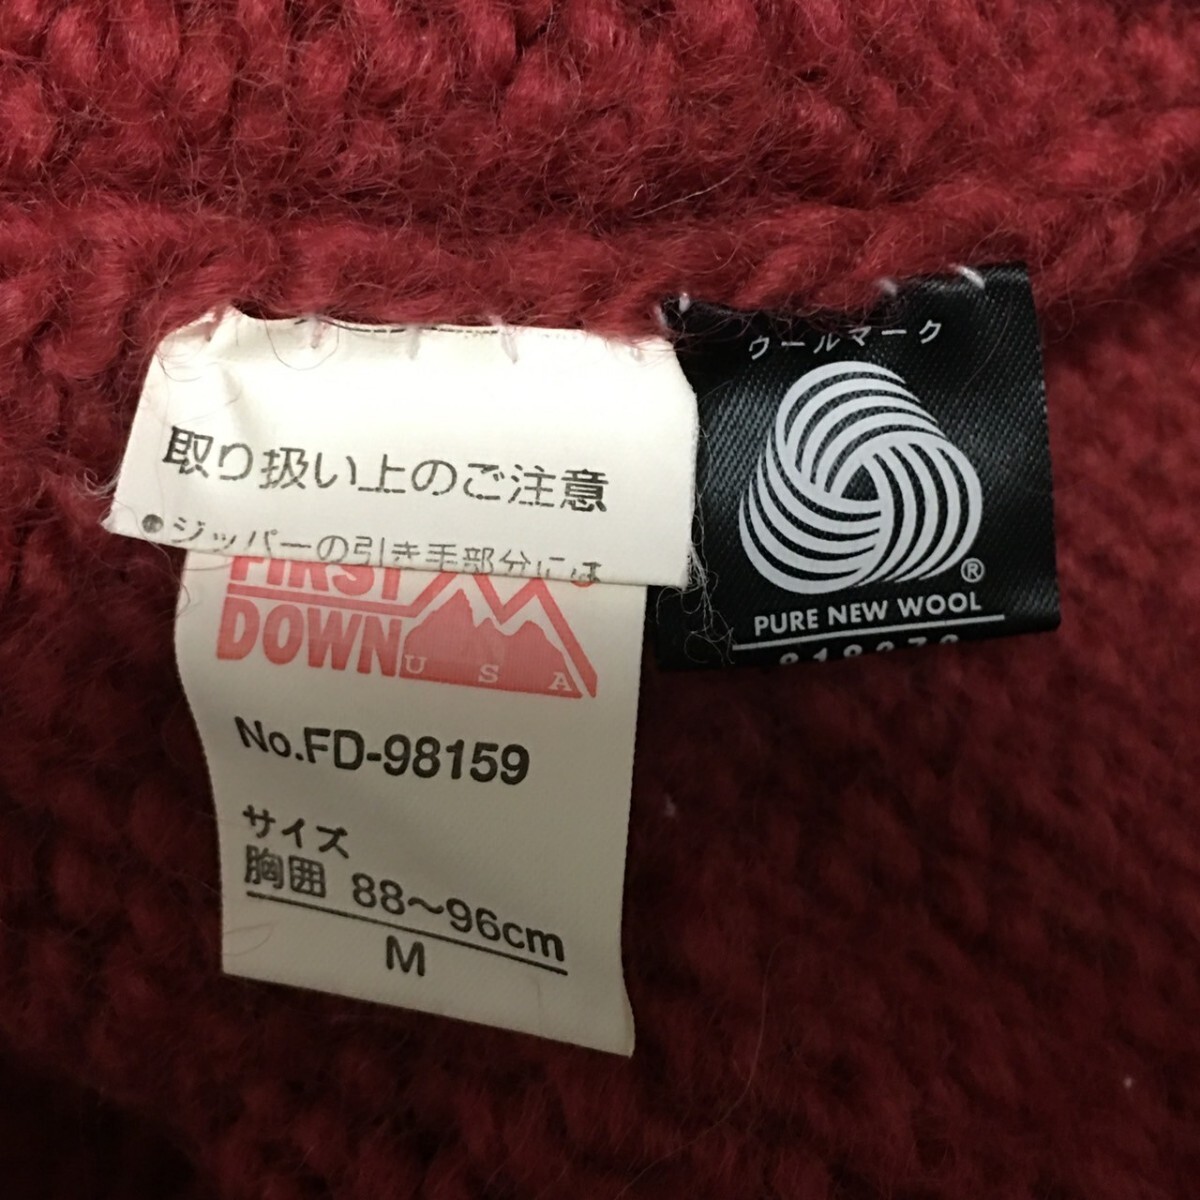 取り扱い上のご注意
●ジッパーの引き手部分には
FIRST
DOWN
USA
No.FD-98159
サイズ
胸囲 88～96cm
M
ウールマーク
®
PURE NEW WOOL